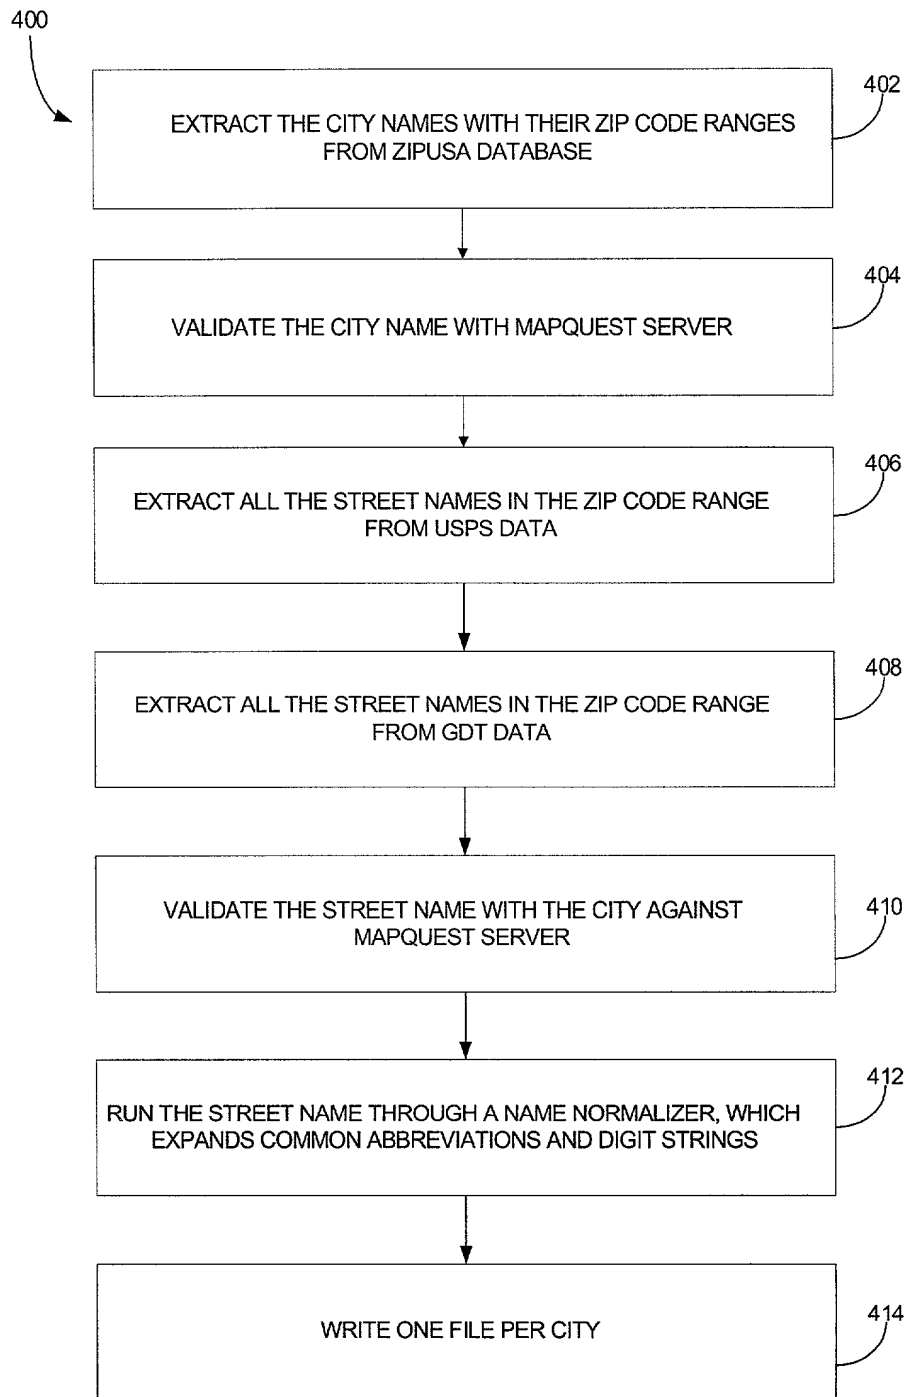 400
402
EXTRACT THE CITY NAMES WITH THEIR ZIP CODE RANGES
FROM ZIPUSA DATABASE
404
VALIDATE THE CITY NAME WITH MAPQUEST SERVER
406
EXTRACT ALL THE STREET NAMES IN THE ZIP CODE RANGE
FROM USPS DATA
408
EXTRACT ALL THE STREET NAMES IN THE ZIP CODE RANGE
FROM GDT DATA
410
VALIDATE THE STREET NAME WITH THE CITY AGAINST
MAPQUEST SERVER
412
RUN THE STREET NAME THROUGH A NAME NORMALIZER, WHICH
EXPANDS COMMON ABBREVIATIONS AND DIGIT STRINGS
414
WRITE ONE FILE PER CITY